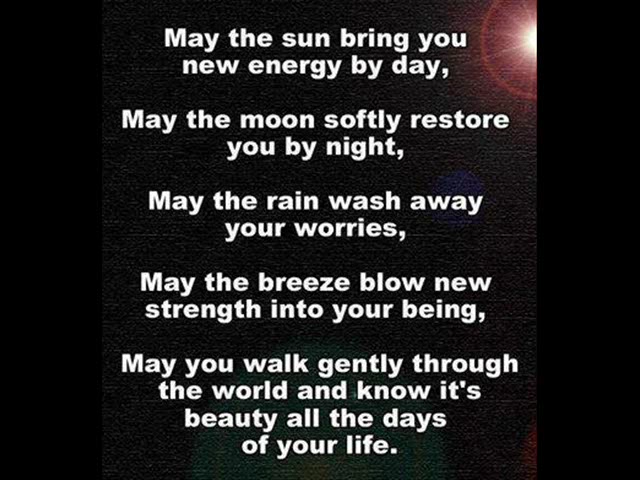 May the sun bring you
new energy by day,
May the moon softly restore
you by night,
May the rain wash away
your worries,
May the breeze blow new
strength into your being,
May you walk gently through
the world and know it's
beauty all the days
of your life.